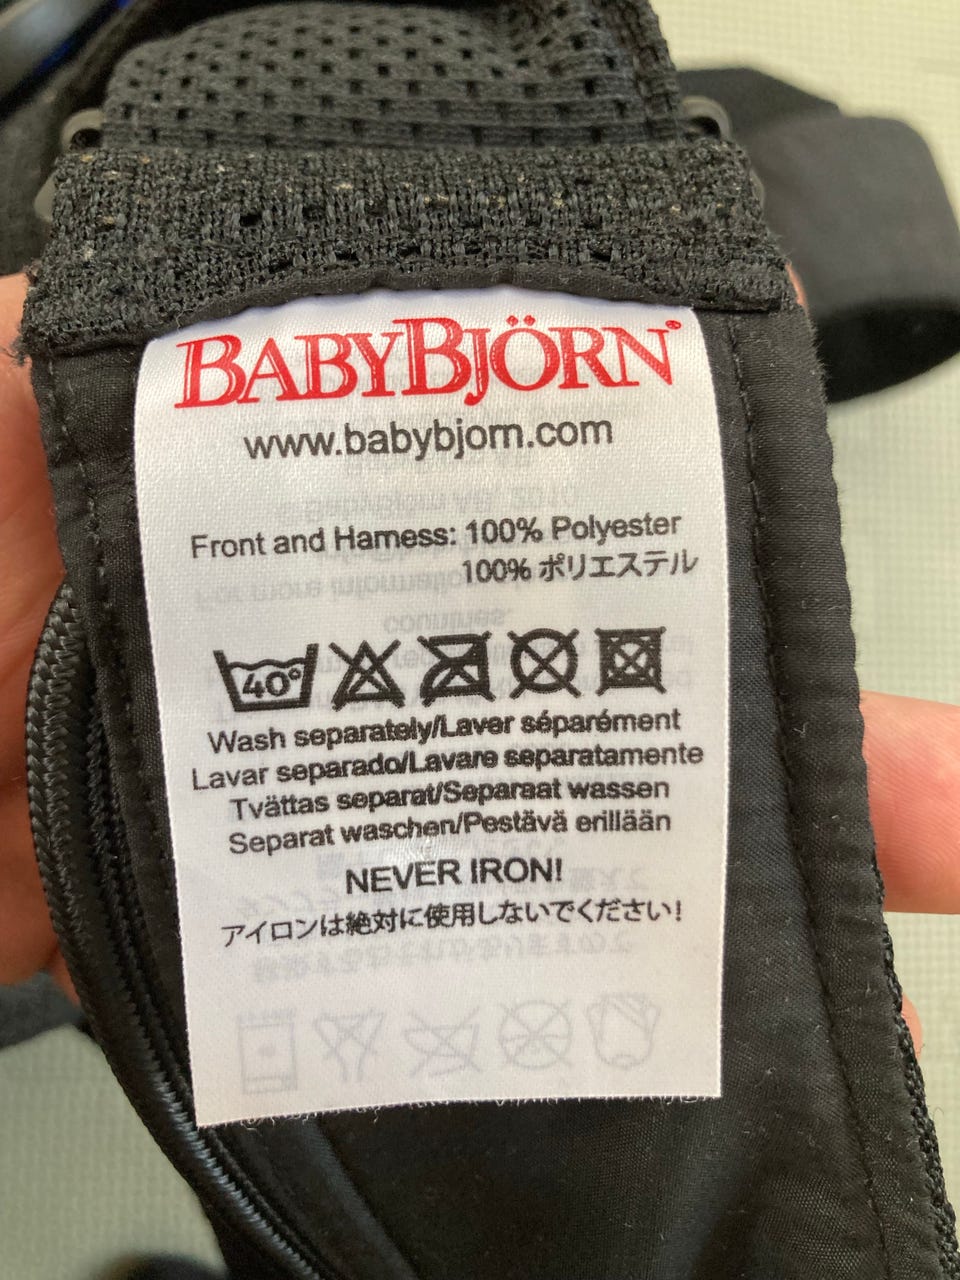 BABYBJÖRN®
www.babybjorn.com
Front and Harness: 100% Polyester
100% ポリエステル
40°
Wash separately/Laver séparément
Lavar separado/Lavare separatamente
Tvättas separat/Separaat wassen
Separat waschen/Pestävä erillään
NEVER IRON!
アイロンは絶対に使用しないでください!